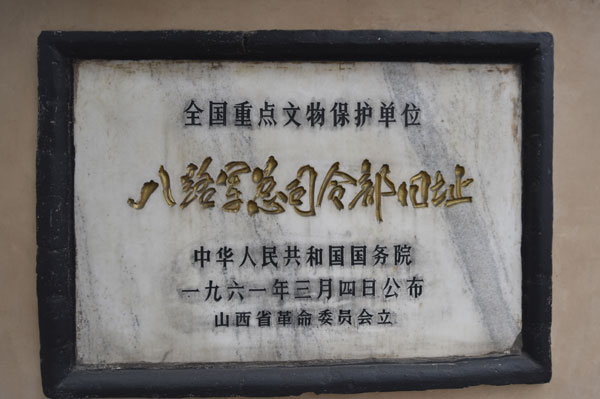 全国重点文物保护单位
八路军总司令部旧址
中华人民共和国国务院
一九六一年三月四日公布
山西省革命委员会立